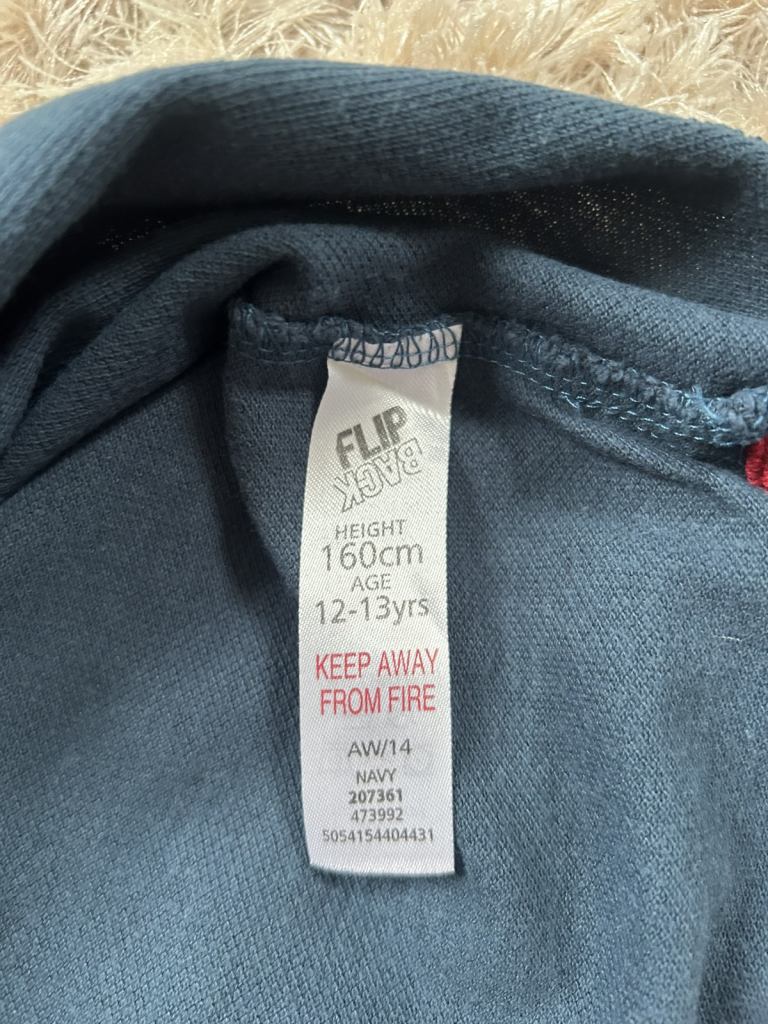 FLIP
BACK
HEIGHT
160cm
AGE
12-13yrs
KEEP AWAY
FROM FIRE
AW/14
NAVY
207361
473992
5054154404431